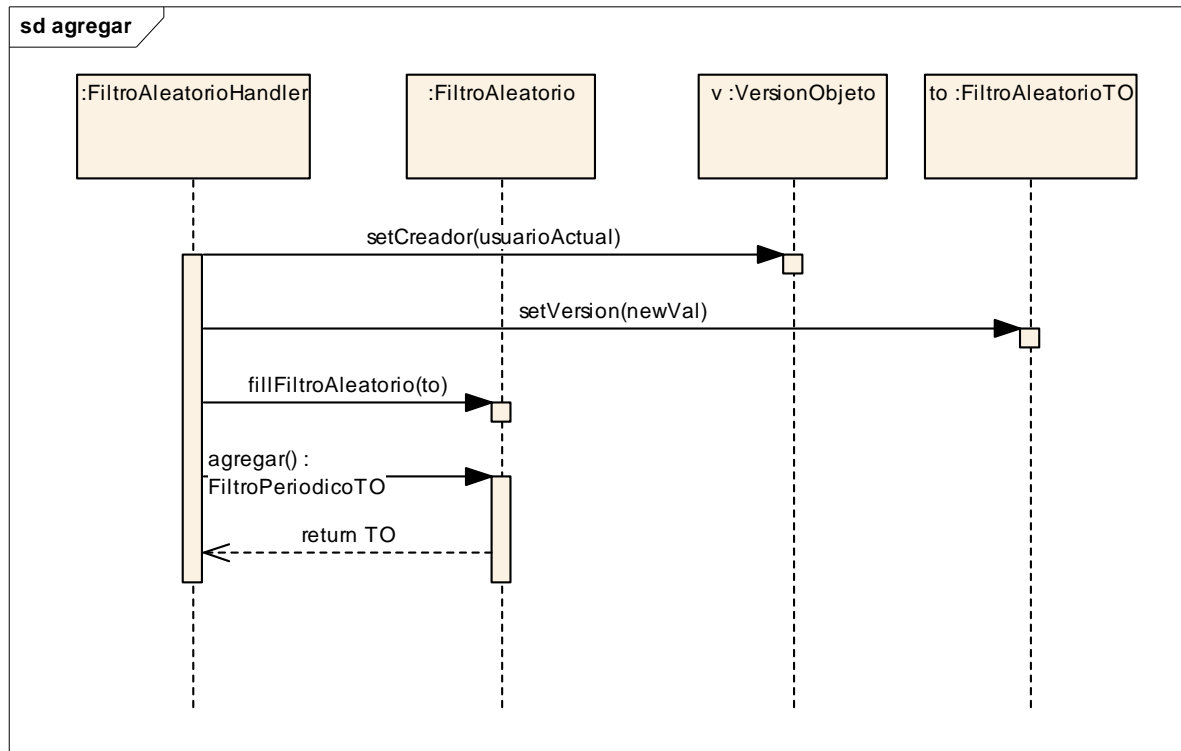 sd agregar
:FiltroAleatorioHandler
:FiltroAleatorio
v :VersionObjeto
to :FiltroAleatorioTO
setCreador(usuarioActual)
setVersion(newVal)
fillFiltroAleatorio(to)
agregar() :
FiltroPeriodicoTO
return TO